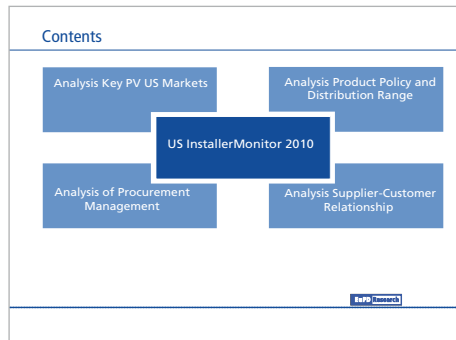 Contents
Analysis Key PV US Markets
Analysis Product Policy and
Distribution Range
US InstallerMonitor 2010
Analysis of Procurement
Management
Analysis Supplier-Customer
Relationship
EuPD Research